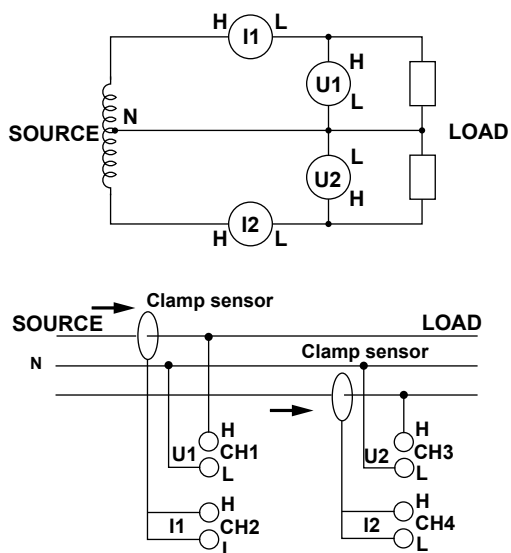 H I1 L
H
U1
L
N
SOURCE
LOAD
L
U2
H
H I2 L
Clamp sensor
SOURCE
LOAD
N
Clamp sensor
H
U1 CH1
L
H
U2 CH3
L
H
I1 CH2
L
H
I2 CH4
L